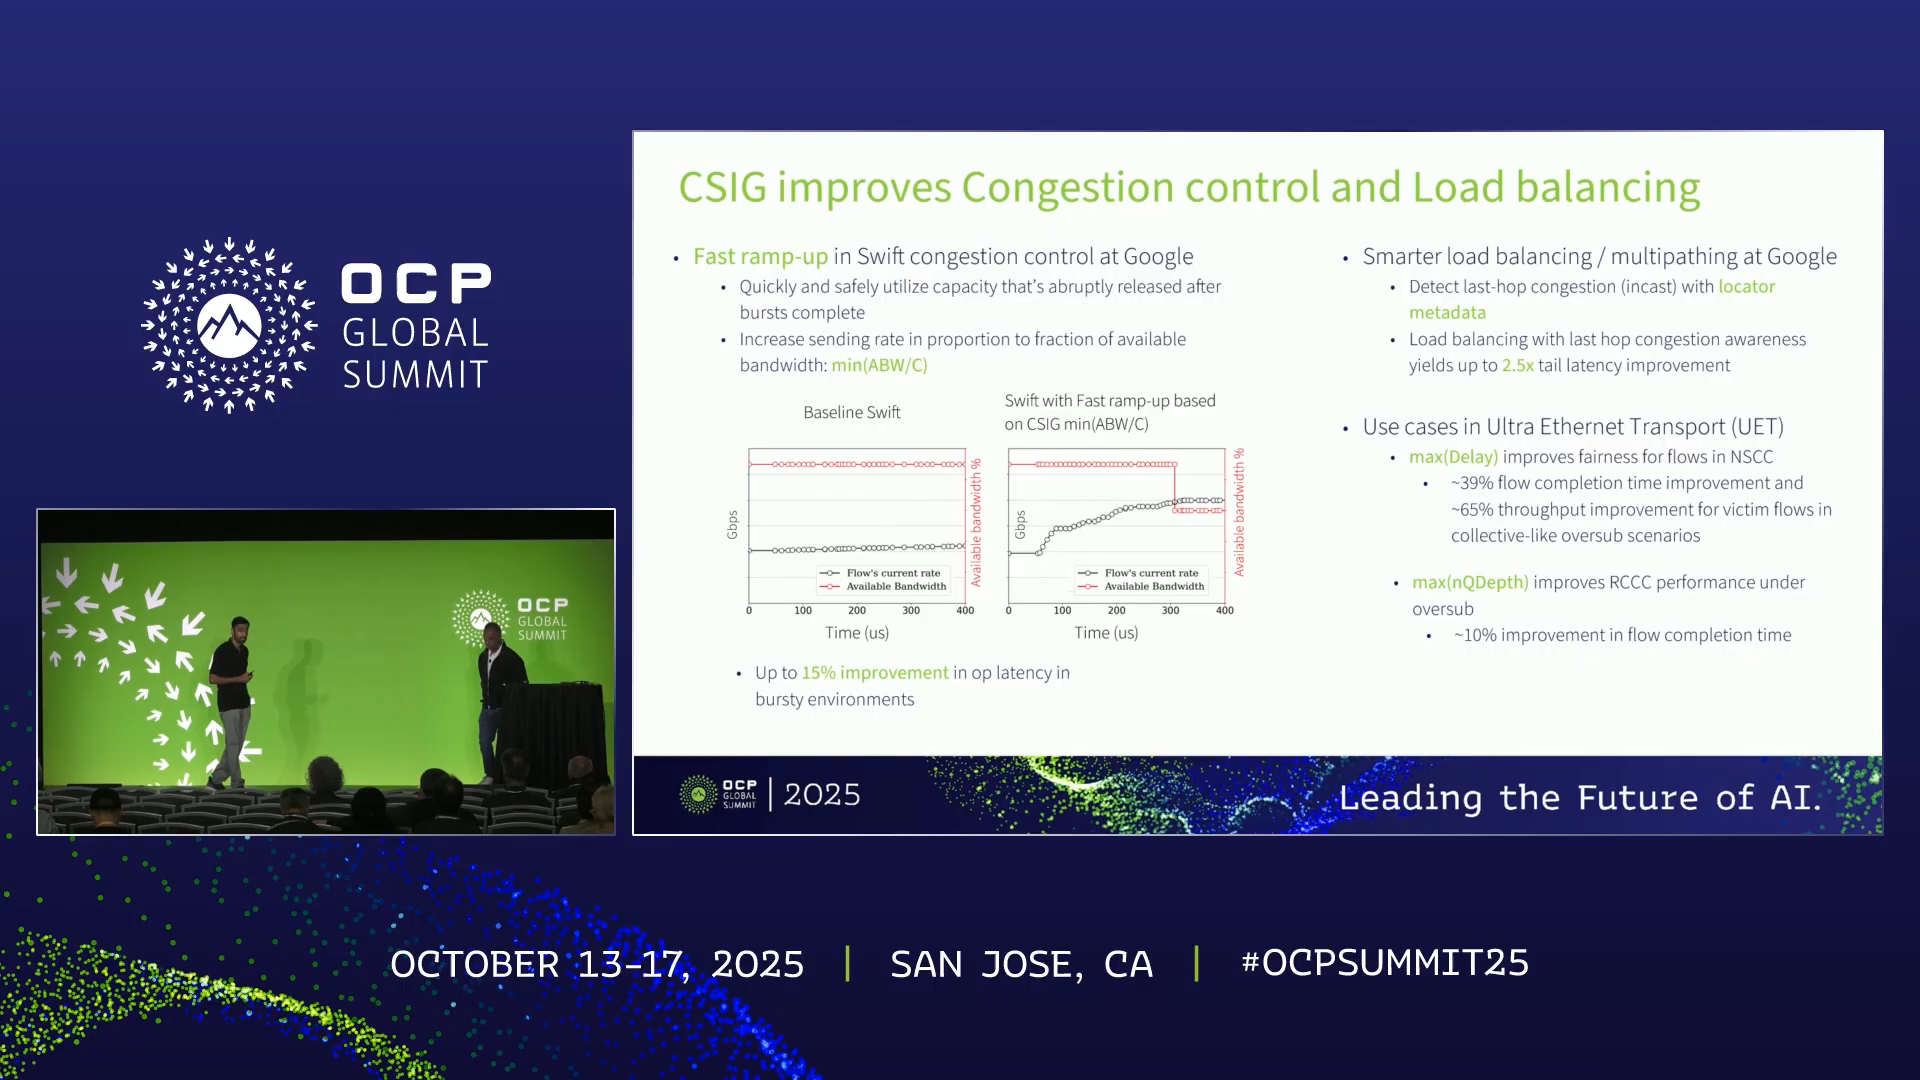 OCP
GLOBAL
SUMMIT
OCP
GLOBAL
SUMMIT
CSIG improves Congestion control and Load balancing
• Fast ramp-up in Swift congestion control at Google
• Quickly and safely utilize capacity that's abruptly released after
bursts complete
• Increase sending rate in proportion to fraction of available
bandwidth: min(ABW/C)
Baseline Swift
Gbps
Available bandwidth %
Flow's current rate
Available Bandwidth
0 100 200 300 400
Time (us)
Swift with Fast ramp-up based
on CSIG min(ABW/C)
Gbps
Available bandwidth %
Flow's current rate
Available Bandwidth
0 100 200 300 400
Time (us)
• Up to 15% improvement in op latency in
bursty environments
• Smarter load balancing / multipathing at Google
• Detect last-hop congestion (incast) with locator
metadata
• Load balancing with last hop congestion awareness
yields up to 2.5x tail latency improvement
• Use cases in Ultra Ethernet Transport (UET)
• max(Delay) improves fairness for flows in NSCC
• ~39% flow completion time improvement and
~65% throughput improvement for victim flows in
collective-like oversub scenarios
• max(nQDepth) improves RCCC performance under
oversub
• ~10% improvement in flow completion time
OCP
GLOBAL
SUMMIT
2025
Leading the Future of AI.
OCTOBER 13-17, 2025 | SAN JOSE, CA | #OCPSUMMIT25